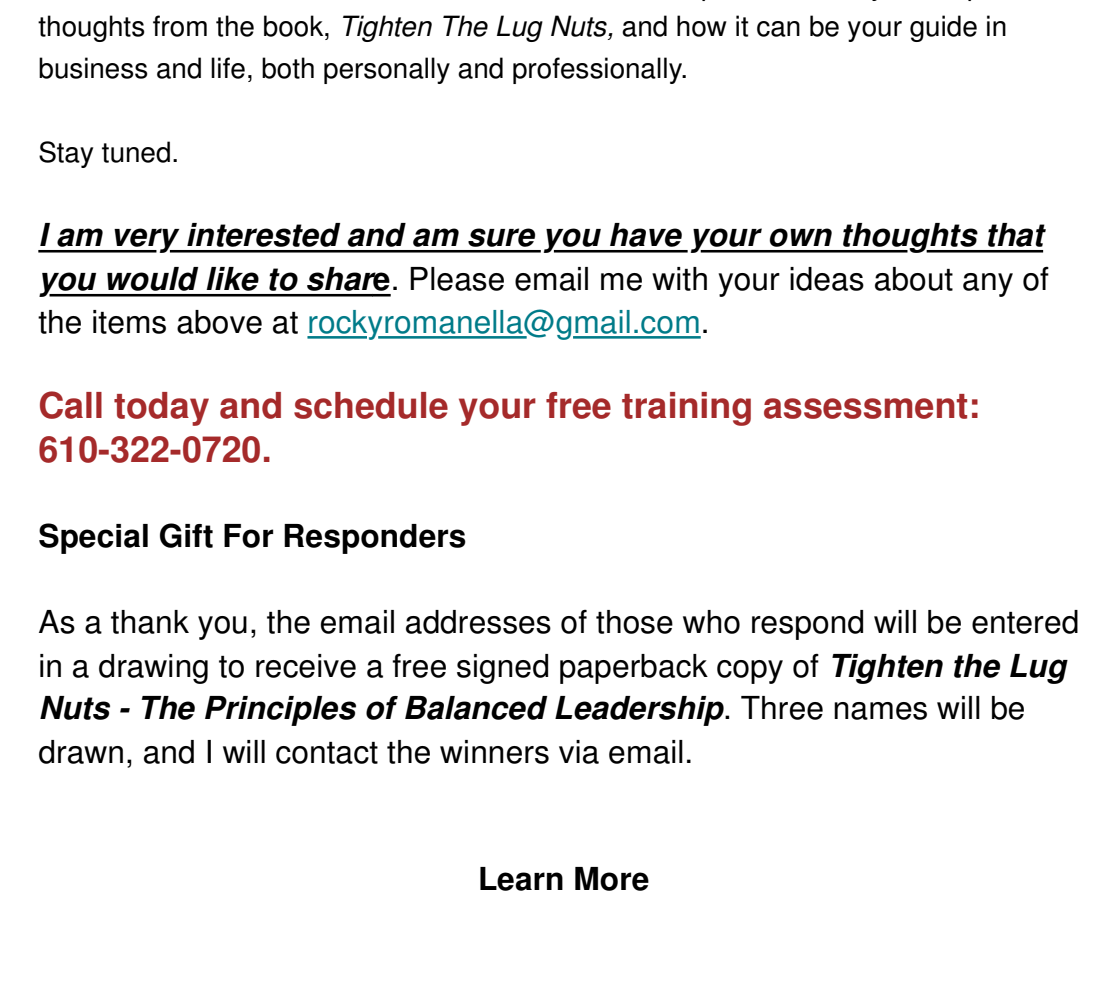 thoughts from the book, Tighten The Lug Nuts, and how it can be your guide in
business and life, both personally and professionally.
Stay tuned.
I am very interested and am sure you have your own thoughts that
you would like to share. Please email me with your ideas about any of
the items above at rockyromanella@gmail.com.
Call today and schedule your free training assessment:
610-322-0720.
Special Gift For Responders
As a thank you, the email addresses of those who respond will be entered
in a drawing to receive a free signed paperback copy of Tighten the Lug
Nuts - The Principles of Balanced Leadership. Three names will be
drawn, and I will contact the winners via email.
Learn More